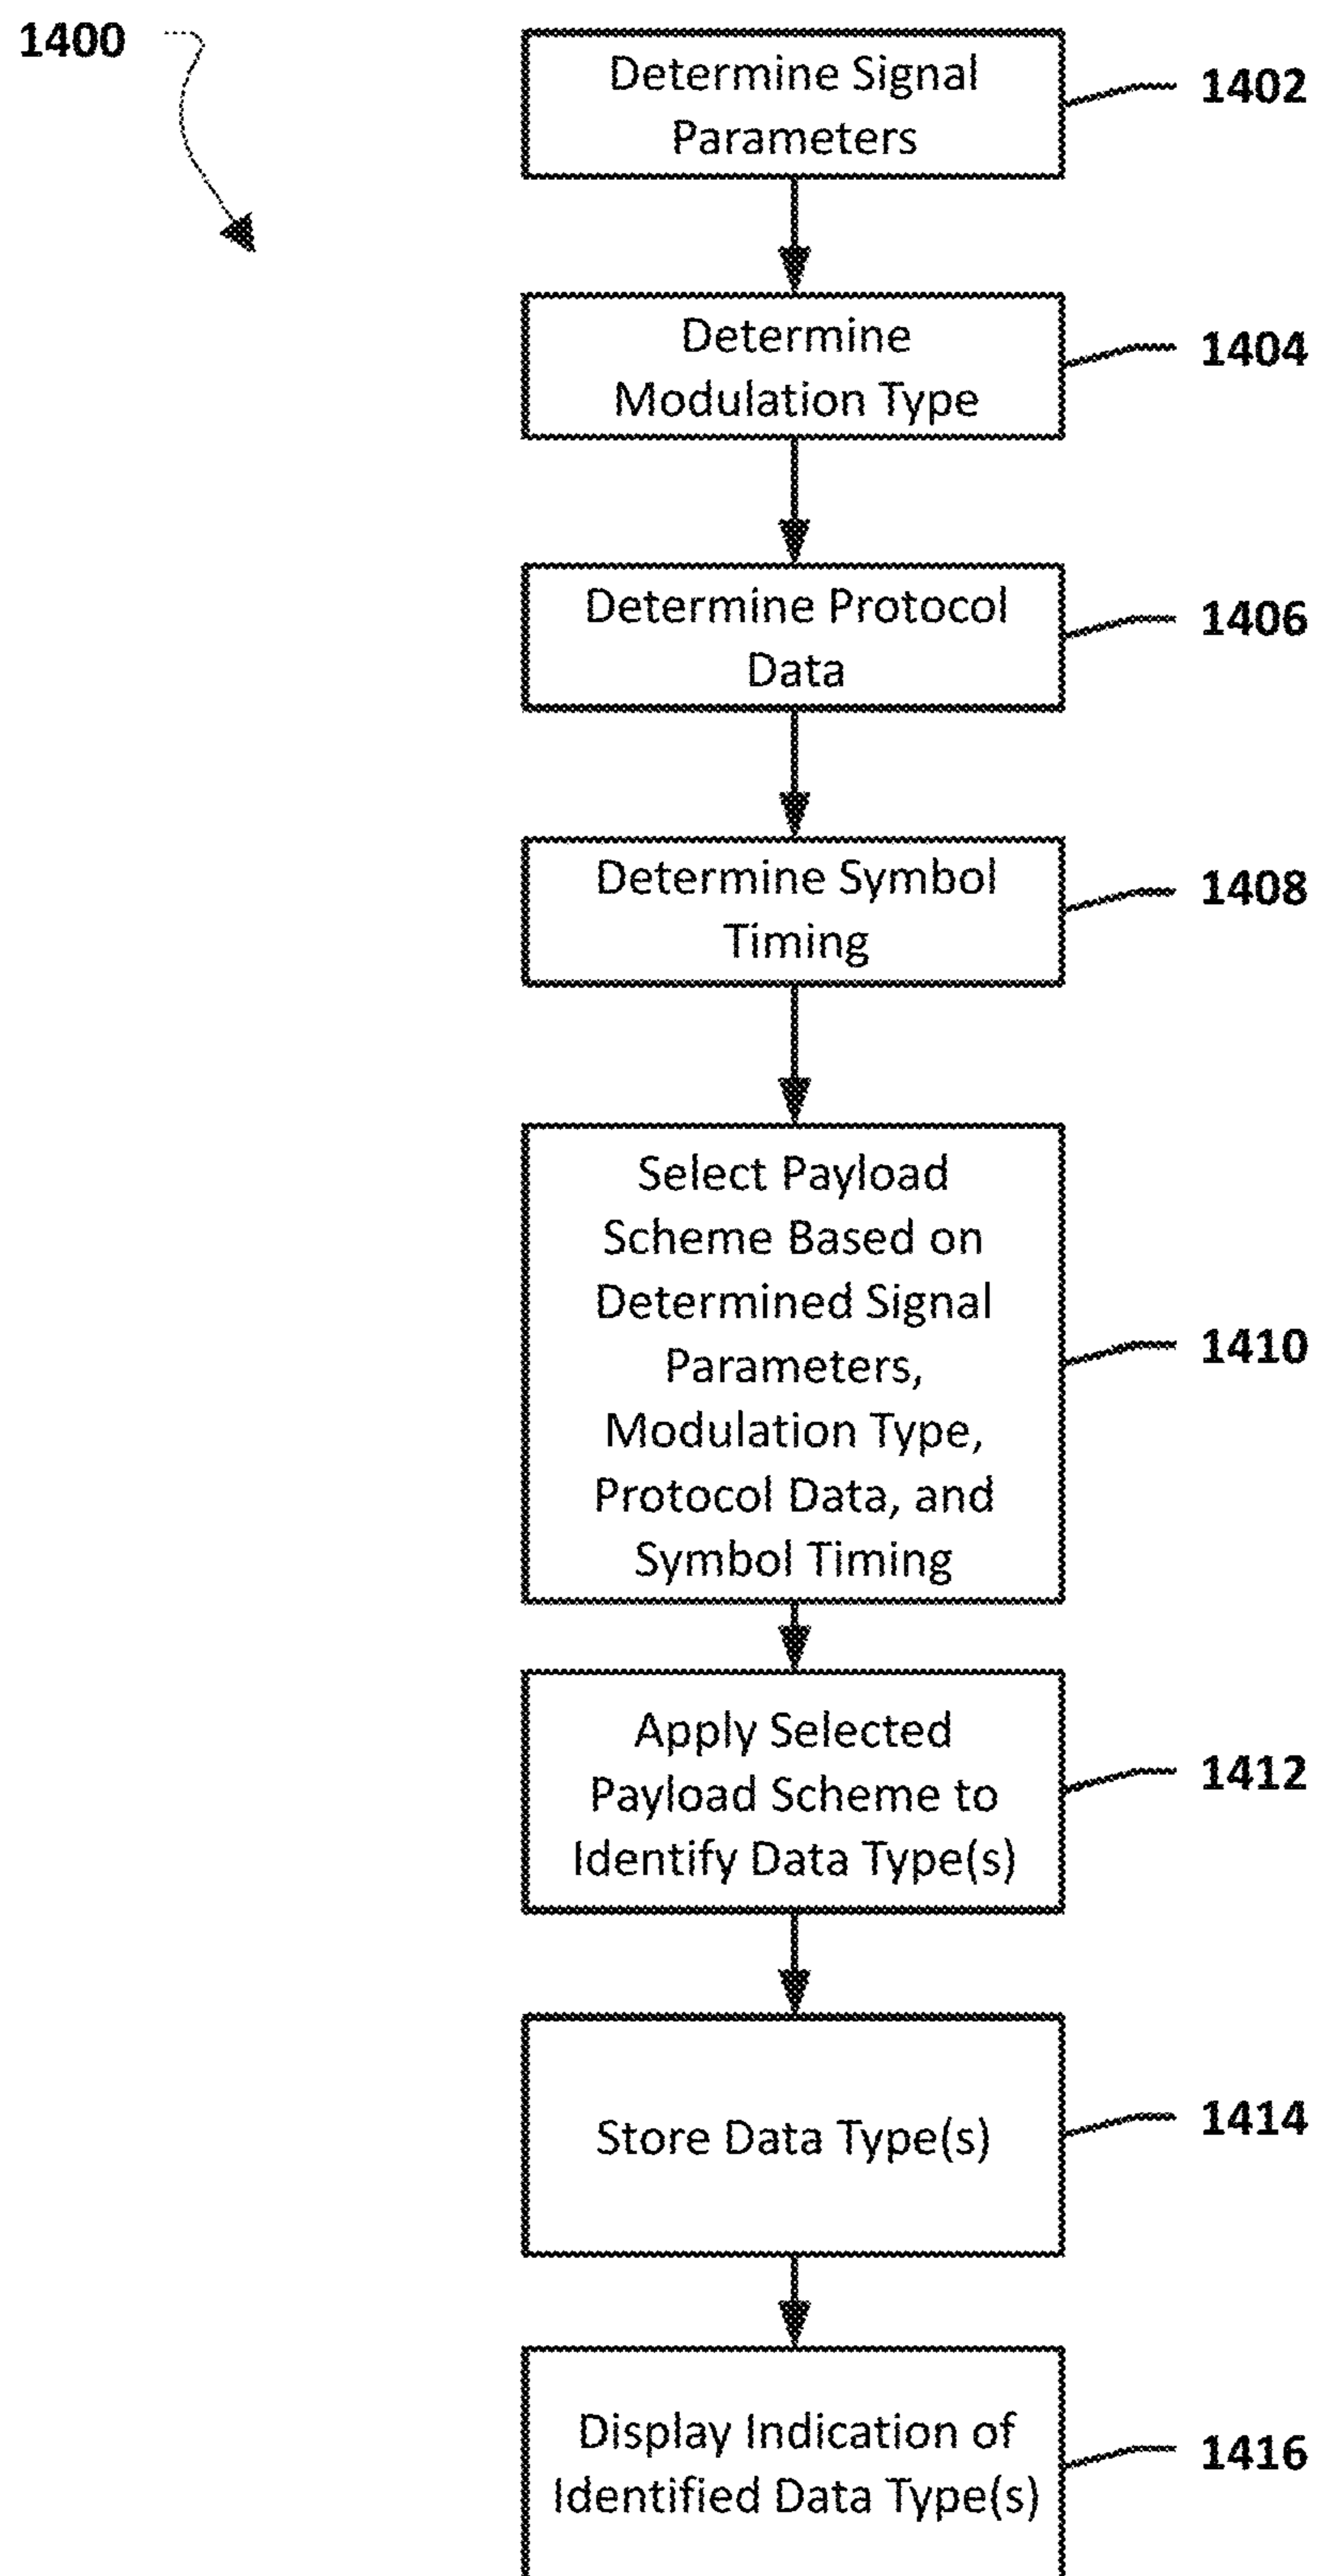 1400
Determine Signal
Parameters
1402
Determine
Modulation Type
1404
Determine Protocol
Data
1406
Determine Symbol
Timing
1408
Select Payload
Scheme Based on
Determined Signal
Parameters,
Modulation Type,
Protocol Data, and
Symbol Timing
1410
Apply Selected
Payload Scheme to
Identify Data Type(s)
1412
Store Data Type(s)
1414
Display Indication of
Identified Data Type(s)
1416